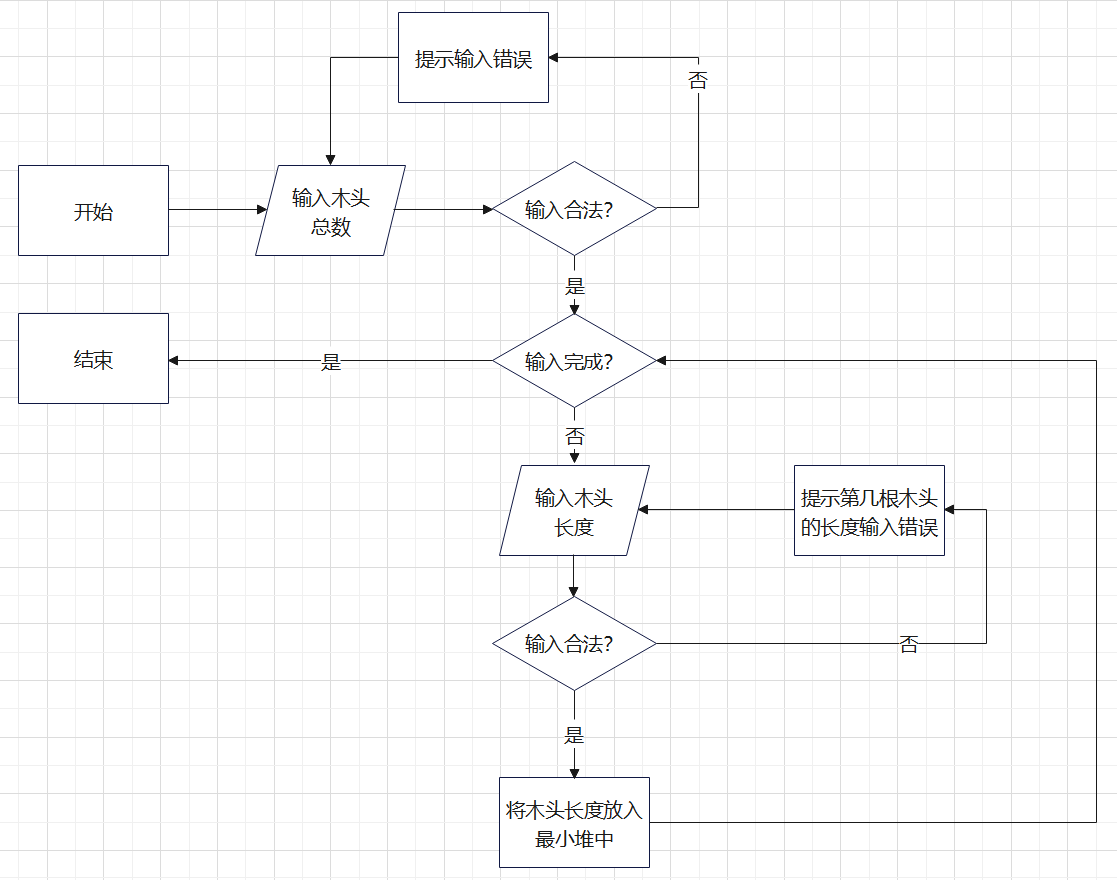 提示输入错误
否
开始
输入木头
总数
输入合法?
是
结束
是
输入完成?
否
输入木头
长度
提示第几根木头
的长度输入错误
输入合法?
否
是
将木头长度放入
最小堆中